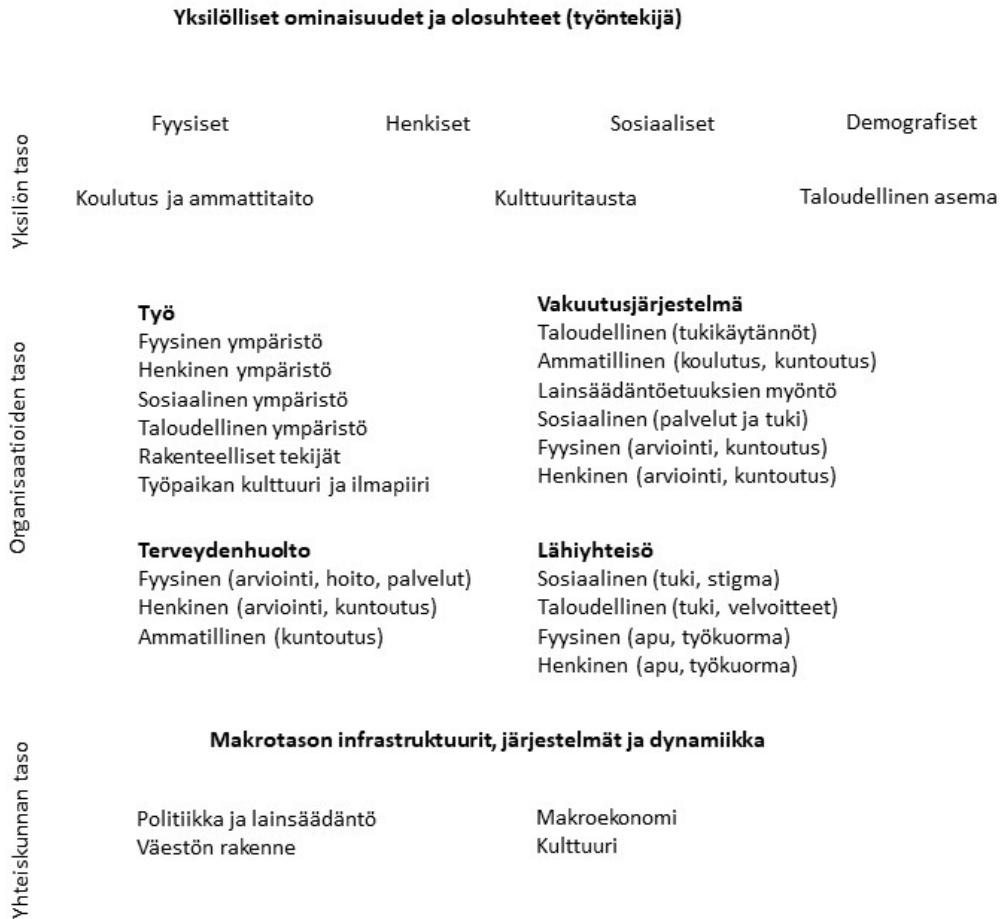 Yksilölliset ominaisuudet ja olosuhteet (työntekijä)
Yksilön taso
Fyysiset Henkiset Sosiaaliset Demografiset
Koulutus ja ammattitaito Kulttuuritausta Taloudellinen asema
Organisaatioiden taso
Työ
Fyysinen ympäristö
Henkinen ympäristö
Sosiaalinen ympäristö
Taloudellinen ympäristö
Rakenteelliset tekijät
Työpaikan kulttuuri ja ilmapiiri
Vakuutusjärjestelmä
Taloudellinen (tukikäytännöt)
Ammatillinen (koulutus, kuntoutus)
Lainsäädäntöetuuksien myöntö
Sosiaalinen (palvelut ja tuki)
Fyysinen (arviointi, kuntoutus)
Henkinen (arviointi, kuntoutus)
Terveydenhuolto
Fyysinen (arviointi, hoito, palvelut)
Henkinen (arviointi, kuntoutus)
Ammatillinen (kuntoutus)
Lähiyhteisö
Sosiaalinen (tuki, stigma)
Taloudellinen (tuki, velvoitteet)
Fyysinen (apu, työkuorma)
Henkinen (apu, työkuorma)
Yhteiskunnan taso
Makrotason infrastruktuurit, järjestelmät ja dynamiikka
Politiikka ja lainsäädäntö
Väestön rakenne
Makroekonomi
Kulttuuri